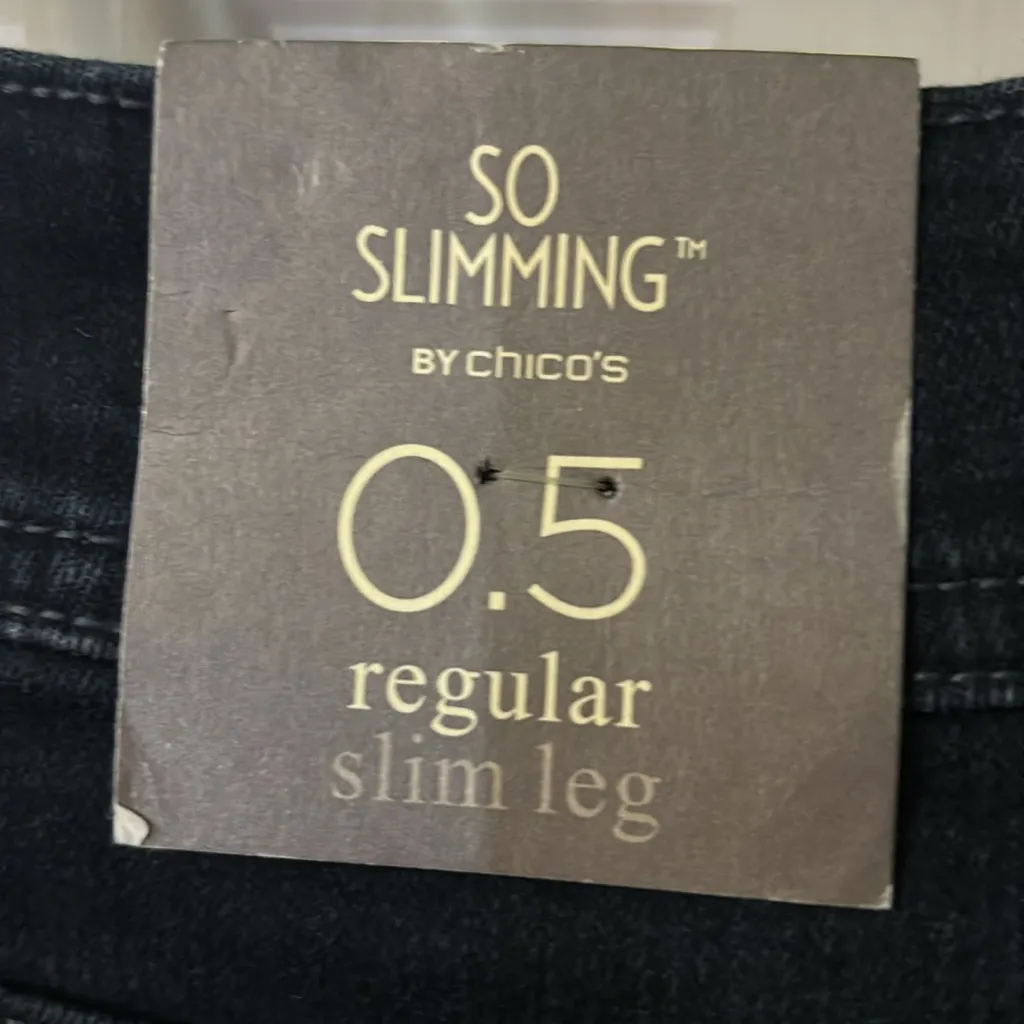 SO
SLIMMING™
BY chico's
0.5
regular
slim leg